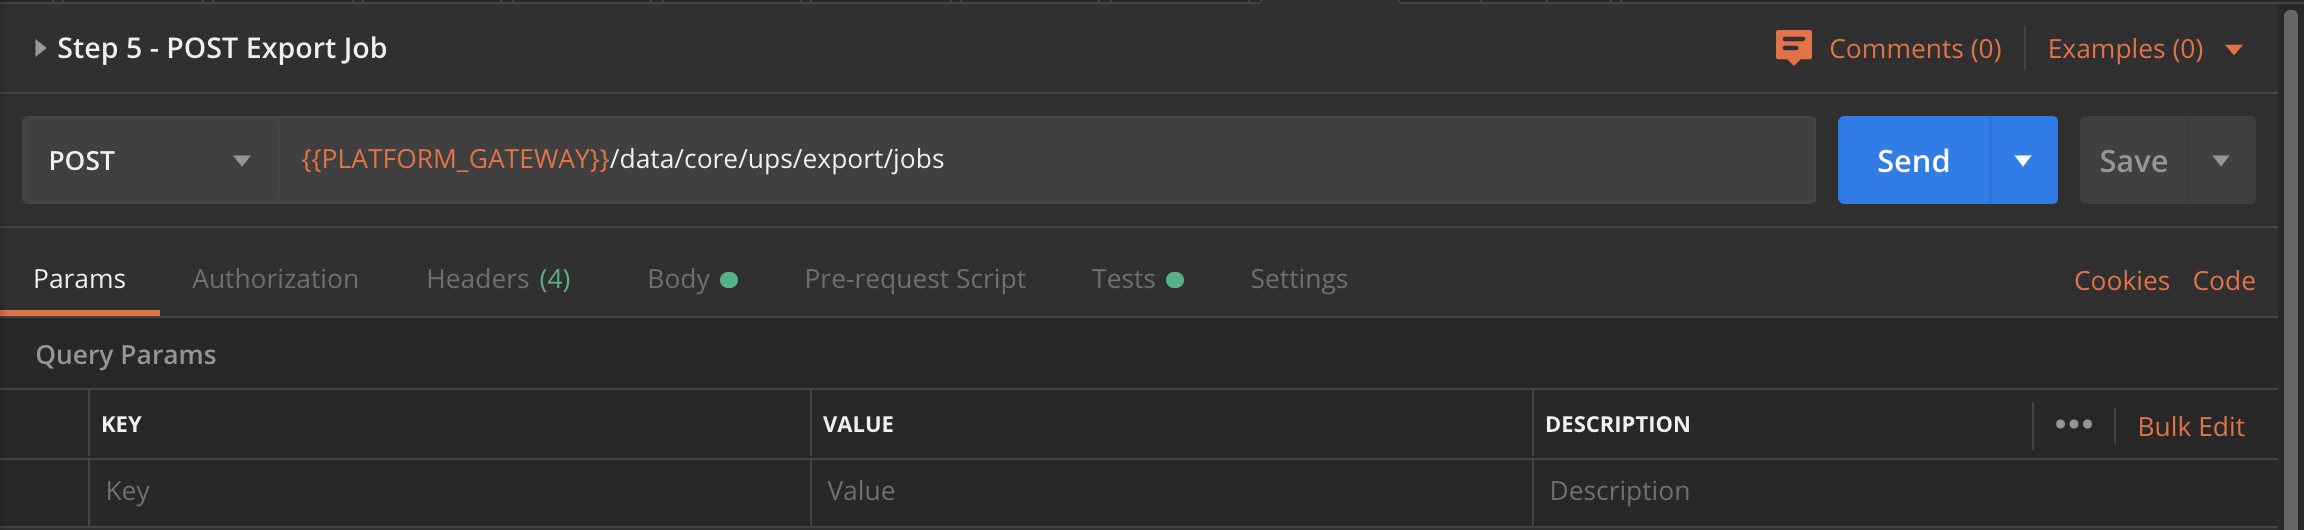 Step 5 - POST Export Job Comments (0) Examples (0)
POST {{PLATFORM_GATEWAY}}/data/core/ups/export/jobs Send Save
Params Authorization Headers (4) Body Pre-request Script Tests Settings Cookies Code
Query Params
KEY VALUE DESCRIPTION ••• Bulk Edit
Key Value Description